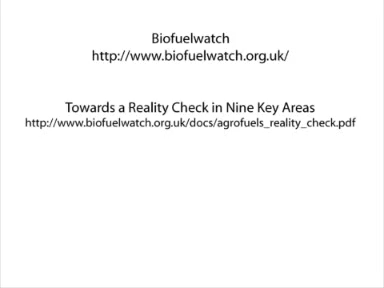 Biofuelwatch
http://www.biofuelwatch.org.uk/
Towards a Reality Check in Nine Key Areas
http://www.biofuelwatch.org.uk/docs/agrofuels_reality_check.pdf